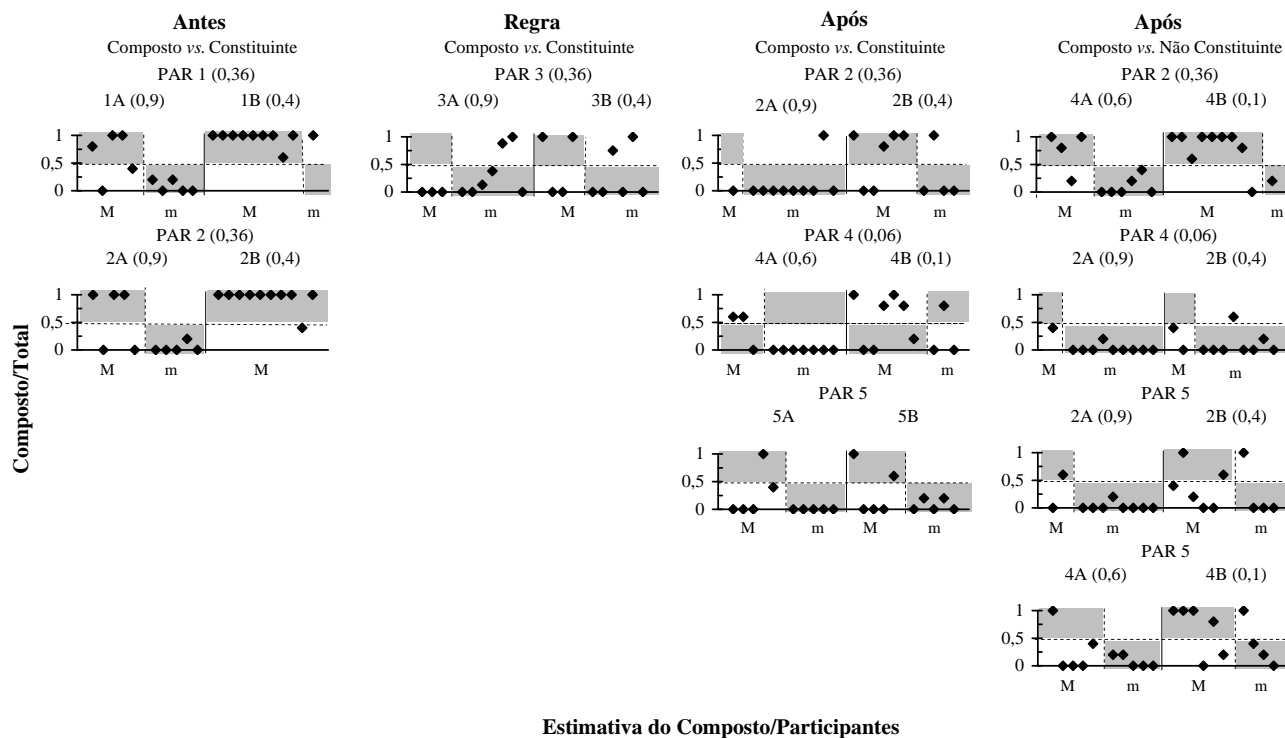 Antes Regra Após Após
Composto vs. Constituinte Composto vs. Constituinte Composto vs. Constituinte Composto vs. Não Constituinte
PAR 1 (0,36) PAR 3 (0,36) PAR 2 (0,36) PAR 2 (0,36)
1A (0,9) 1B (0,4) 3A (0,9) 3B (0,4) 2A (0,9) 2B (0,4) 4A (0,6) 4B (0,1)
1 1 1 1
0,5 0,5 0,5 0,5
0 0 0 0
M m M m M m M m M m M m M m M m
PAR 2 (0,36) PAR 4 (0,06) PAR 4 (0,06)
2A (0,9) 2B (0,4) 4A (0,6) 4B (0,1) 2A (0,9) 2B (0,4)
1 1 1
0,5 0,5 0,5
0 0 0
M m M M m M m M m M m
PAR 5 PAR 5
5A 5B 2A (0,9) 2B (0,4)
1 1
0,5 0,5
0 0
M m M m M m M m
PAR 5
4A (0,6) 4B (0,1)
1
0,5
0
M m M m
Composto/Total
Estimativa do Composto/Participantes